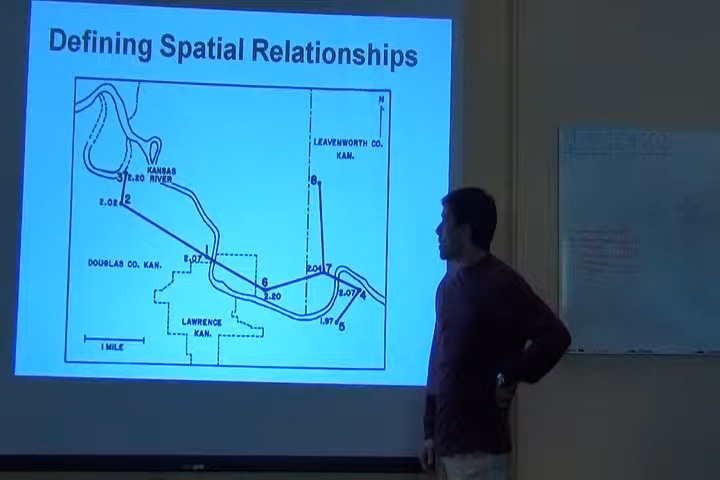 Defining Spatial Relationships
N
LEAVENWORTH CO.
KAN.
KANSAS
RIVER
3 2.20
2.02 2
8
1
2.07
DOUGLAS CO. KAN.
2.04 7
6
2.20
2.07 4
1.97 5
LAWRENCE
KAN.
1 MILE